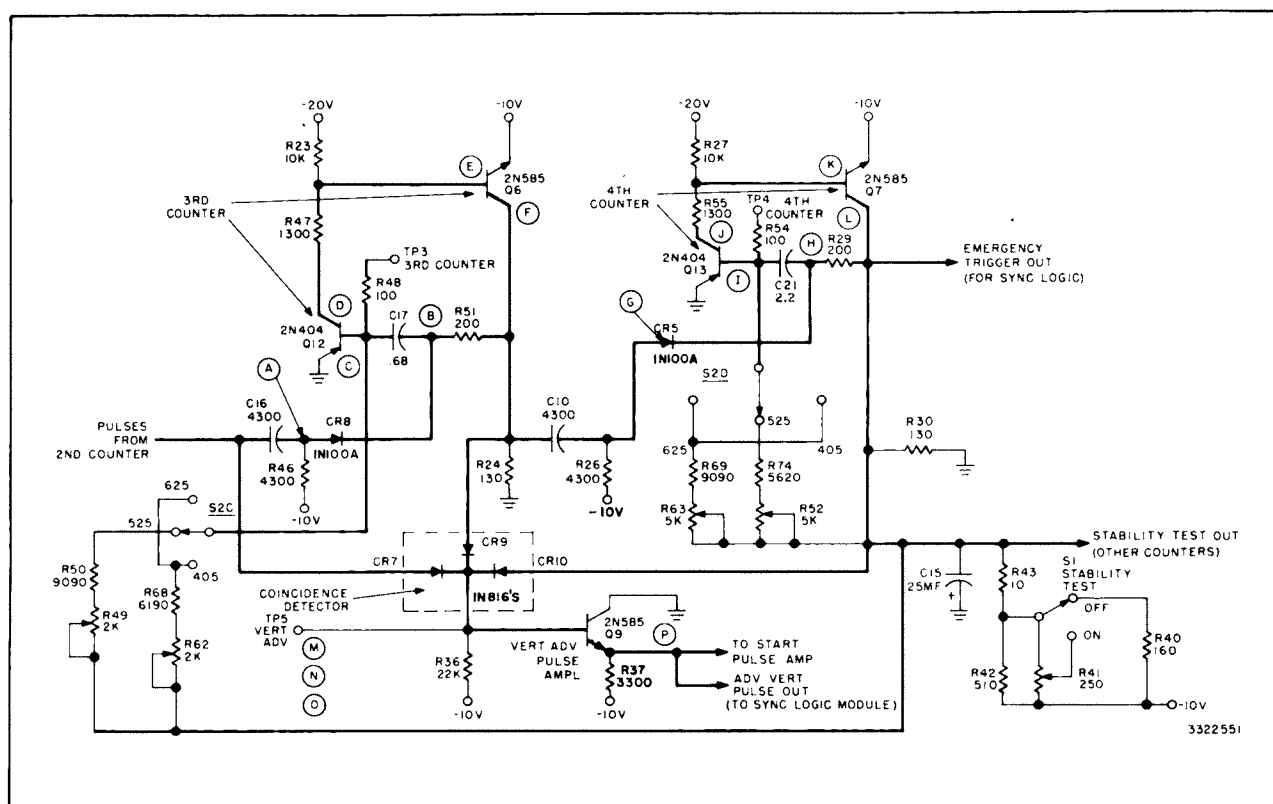 -20V
-10V
-20V
-10V
R23
10K
E
2N585
Q6
R27
10K
K
2N585
Q7
3RD
COUNTER
F
4TH
COUNTER
R55
1300
TP4
4TH
COUNTER
L
R47
1300
TP3
3RD COUNTER
J
R54
100
H
R29
200
EMERGENCY
TRIGGER OUT
(FOR SYNC LOGIC)
R48
100
2N404
Q13
I
C21
2.2
D
C17
.68
B
R51
200
G
CR5
1N100A
2N404
Q12
C
A
S2D
C16
4300
CR8
1N100A
C10
4300
525
R30
130
PULSES
FROM
2ND COUNTER
R46
4300
-10V
R24
130
R26
4300
-10V
625
405
R69
9090
R74
5620
625
S2C
525
405
R63
5K
R52
5K
STABILITY TEST OUT
(OTHER COUNTERS)
CR9
CR7
CR10
R50
9090
R68
6190
COINCIDENCE
DETECTOR
1N816'S
C15
25MF
+
R43
10
S1
STABILITY
TEST
OFF
TP5
VERT
ADV
2N585
Q9
P
ON
R40
160
R49
2K
R62
2K
M
N
O
VERT ADV
PULSE
AMPL
TO START
PULSE AMP
R36
22K
R37
3300
ADV VERT
PULSE OUT
(TO SYNC LOGIC MODULE)
R42
510
R41
250
-10V
-10V
-10V
3322551